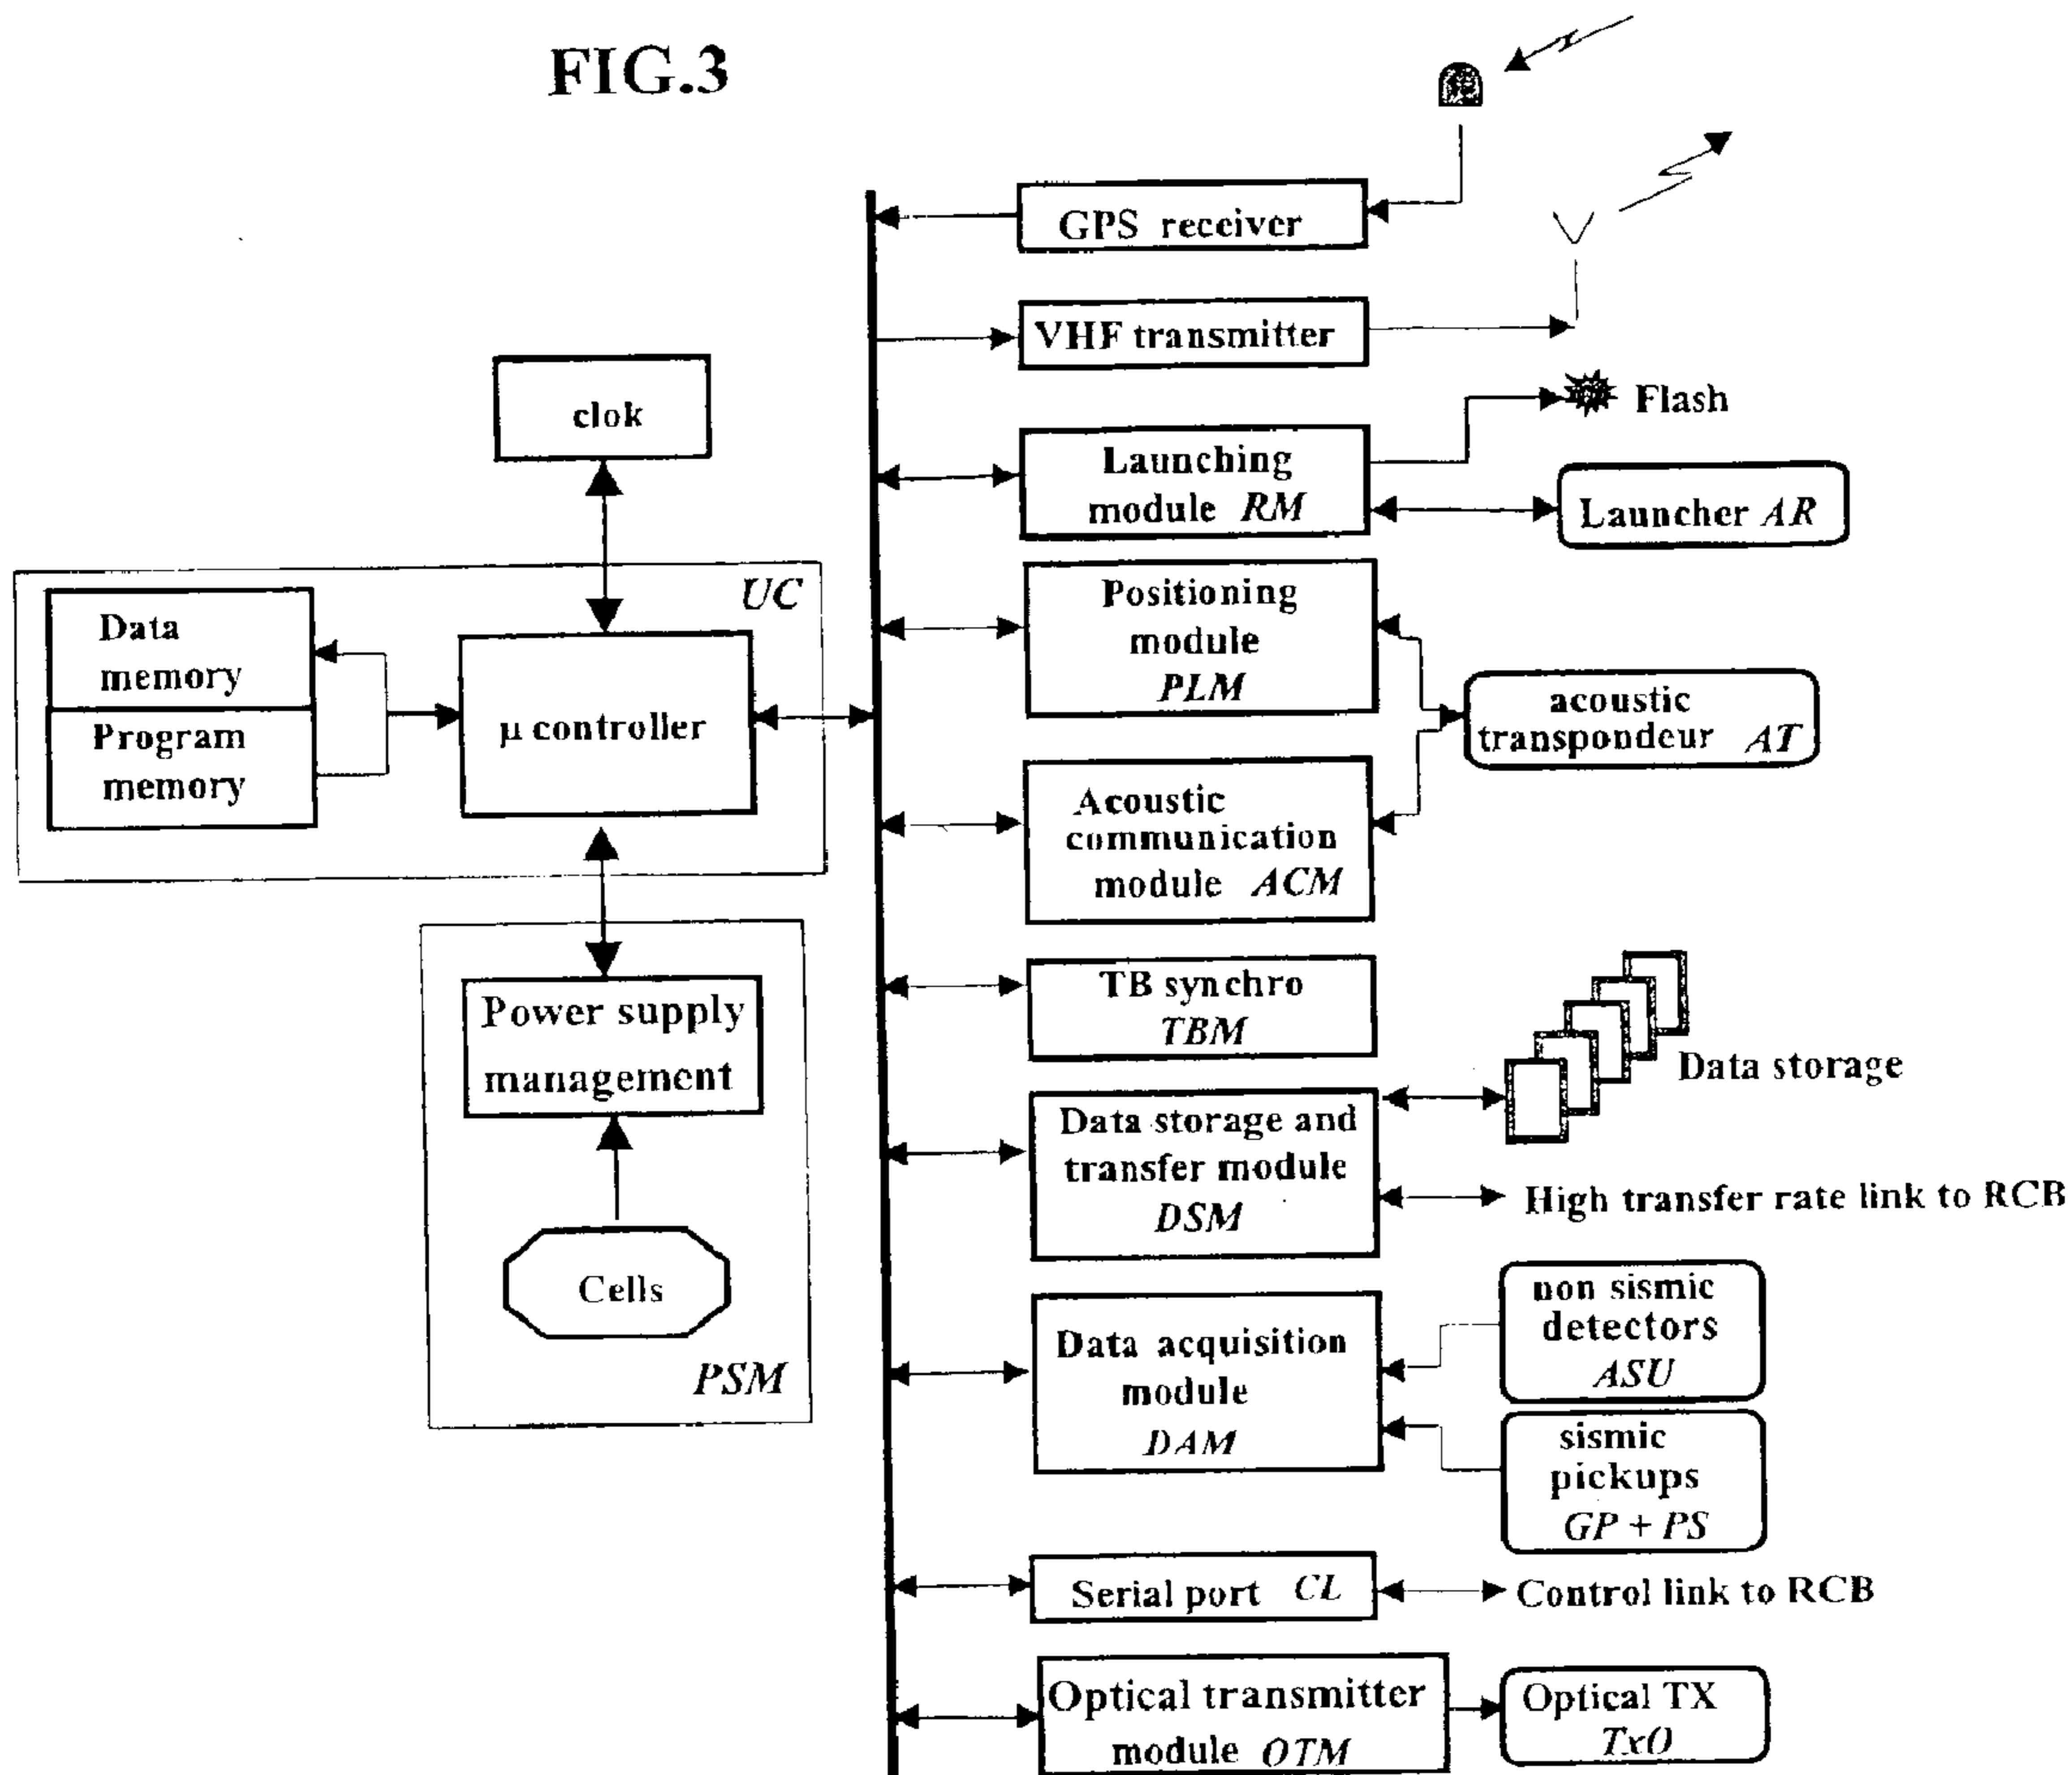 FIG.3
GPS receiver
VHF transmitter
Flash
clok
Launching
module RM
Launcher AR
UC
Data
memory
Program
memory
μ controller
Positioning
module
PLM
acoustic
transpondeur AT
Acoustic
communication
module ACM
Power supply
management
Cells
PSM
TB synchro
TBM
Data storage
Data storage and
transfer module
DSM
High transfer rate link to RCB
Data acquisition
module
DAM
non sismic
detectors
ASU
sismic
pickups
GP + PS
Serial port CL
Control link to RCB
Optical transmitter
module OTM
Optical TX
TxO